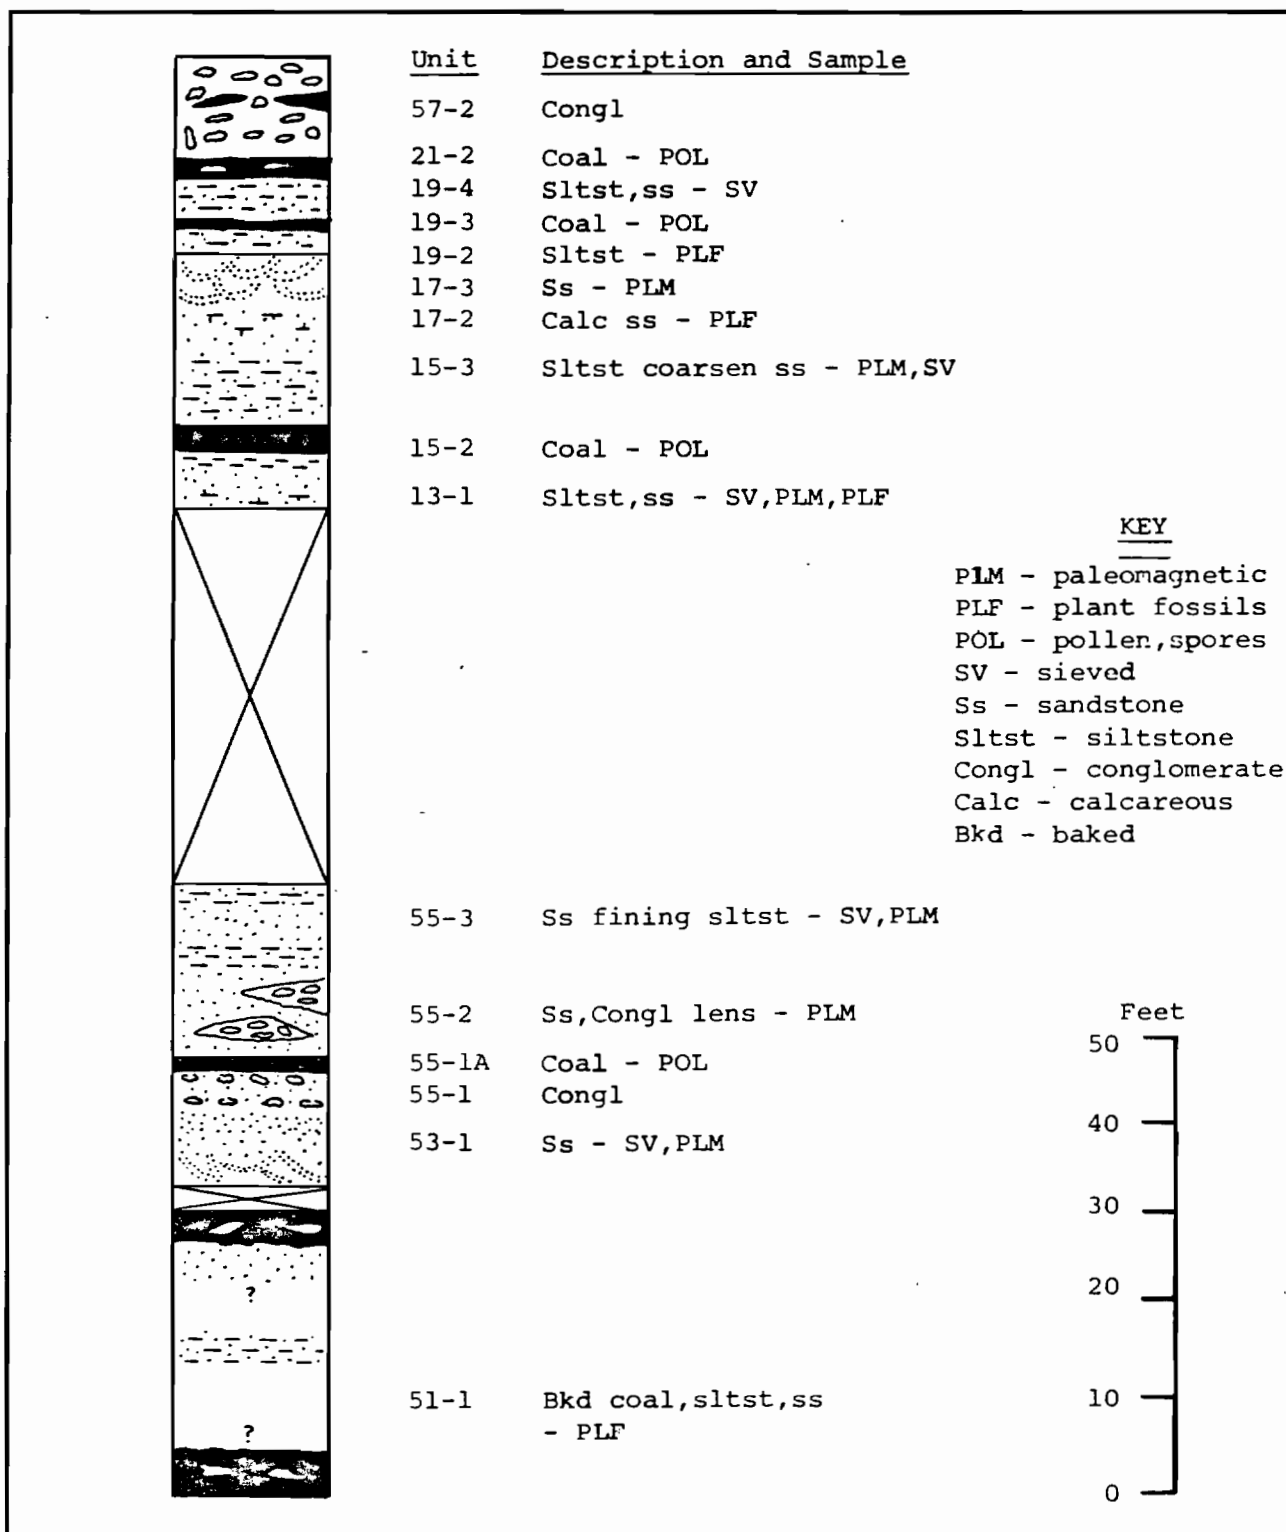 Unit Description and Sample
57-2 Congl
21-2 Coal - POL
19-4 Sltst,ss - SV
19-3 Coal - POL
19-2 Sltst - PLF
17-3 Ss - PLM
17-2 Calc ss - PLF
15-3 Sltst coarsen ss - PLM,SV
15-2 Coal - POL
13-1 Sltst,ss - SV,PLM,PLF
KEY
PLM - paleomagnetic
PLF - plant fossils
POL - pollen,spores
SV - sieved
Ss - sandstone
Sltst - siltstone
Congl - conglomerate
Calc - calcareous
Bkd - baked
55-3 Ss fining sltst - SV,PLM
55-2 Ss,Congl lens - PLM
55-1A Coal - POL
55-1 Congl
53-1 Ss - SV,PLM
?
51-1 Bkd coal,sltst,ss
- PLF
?
Feet
50
40
30
20
10
0